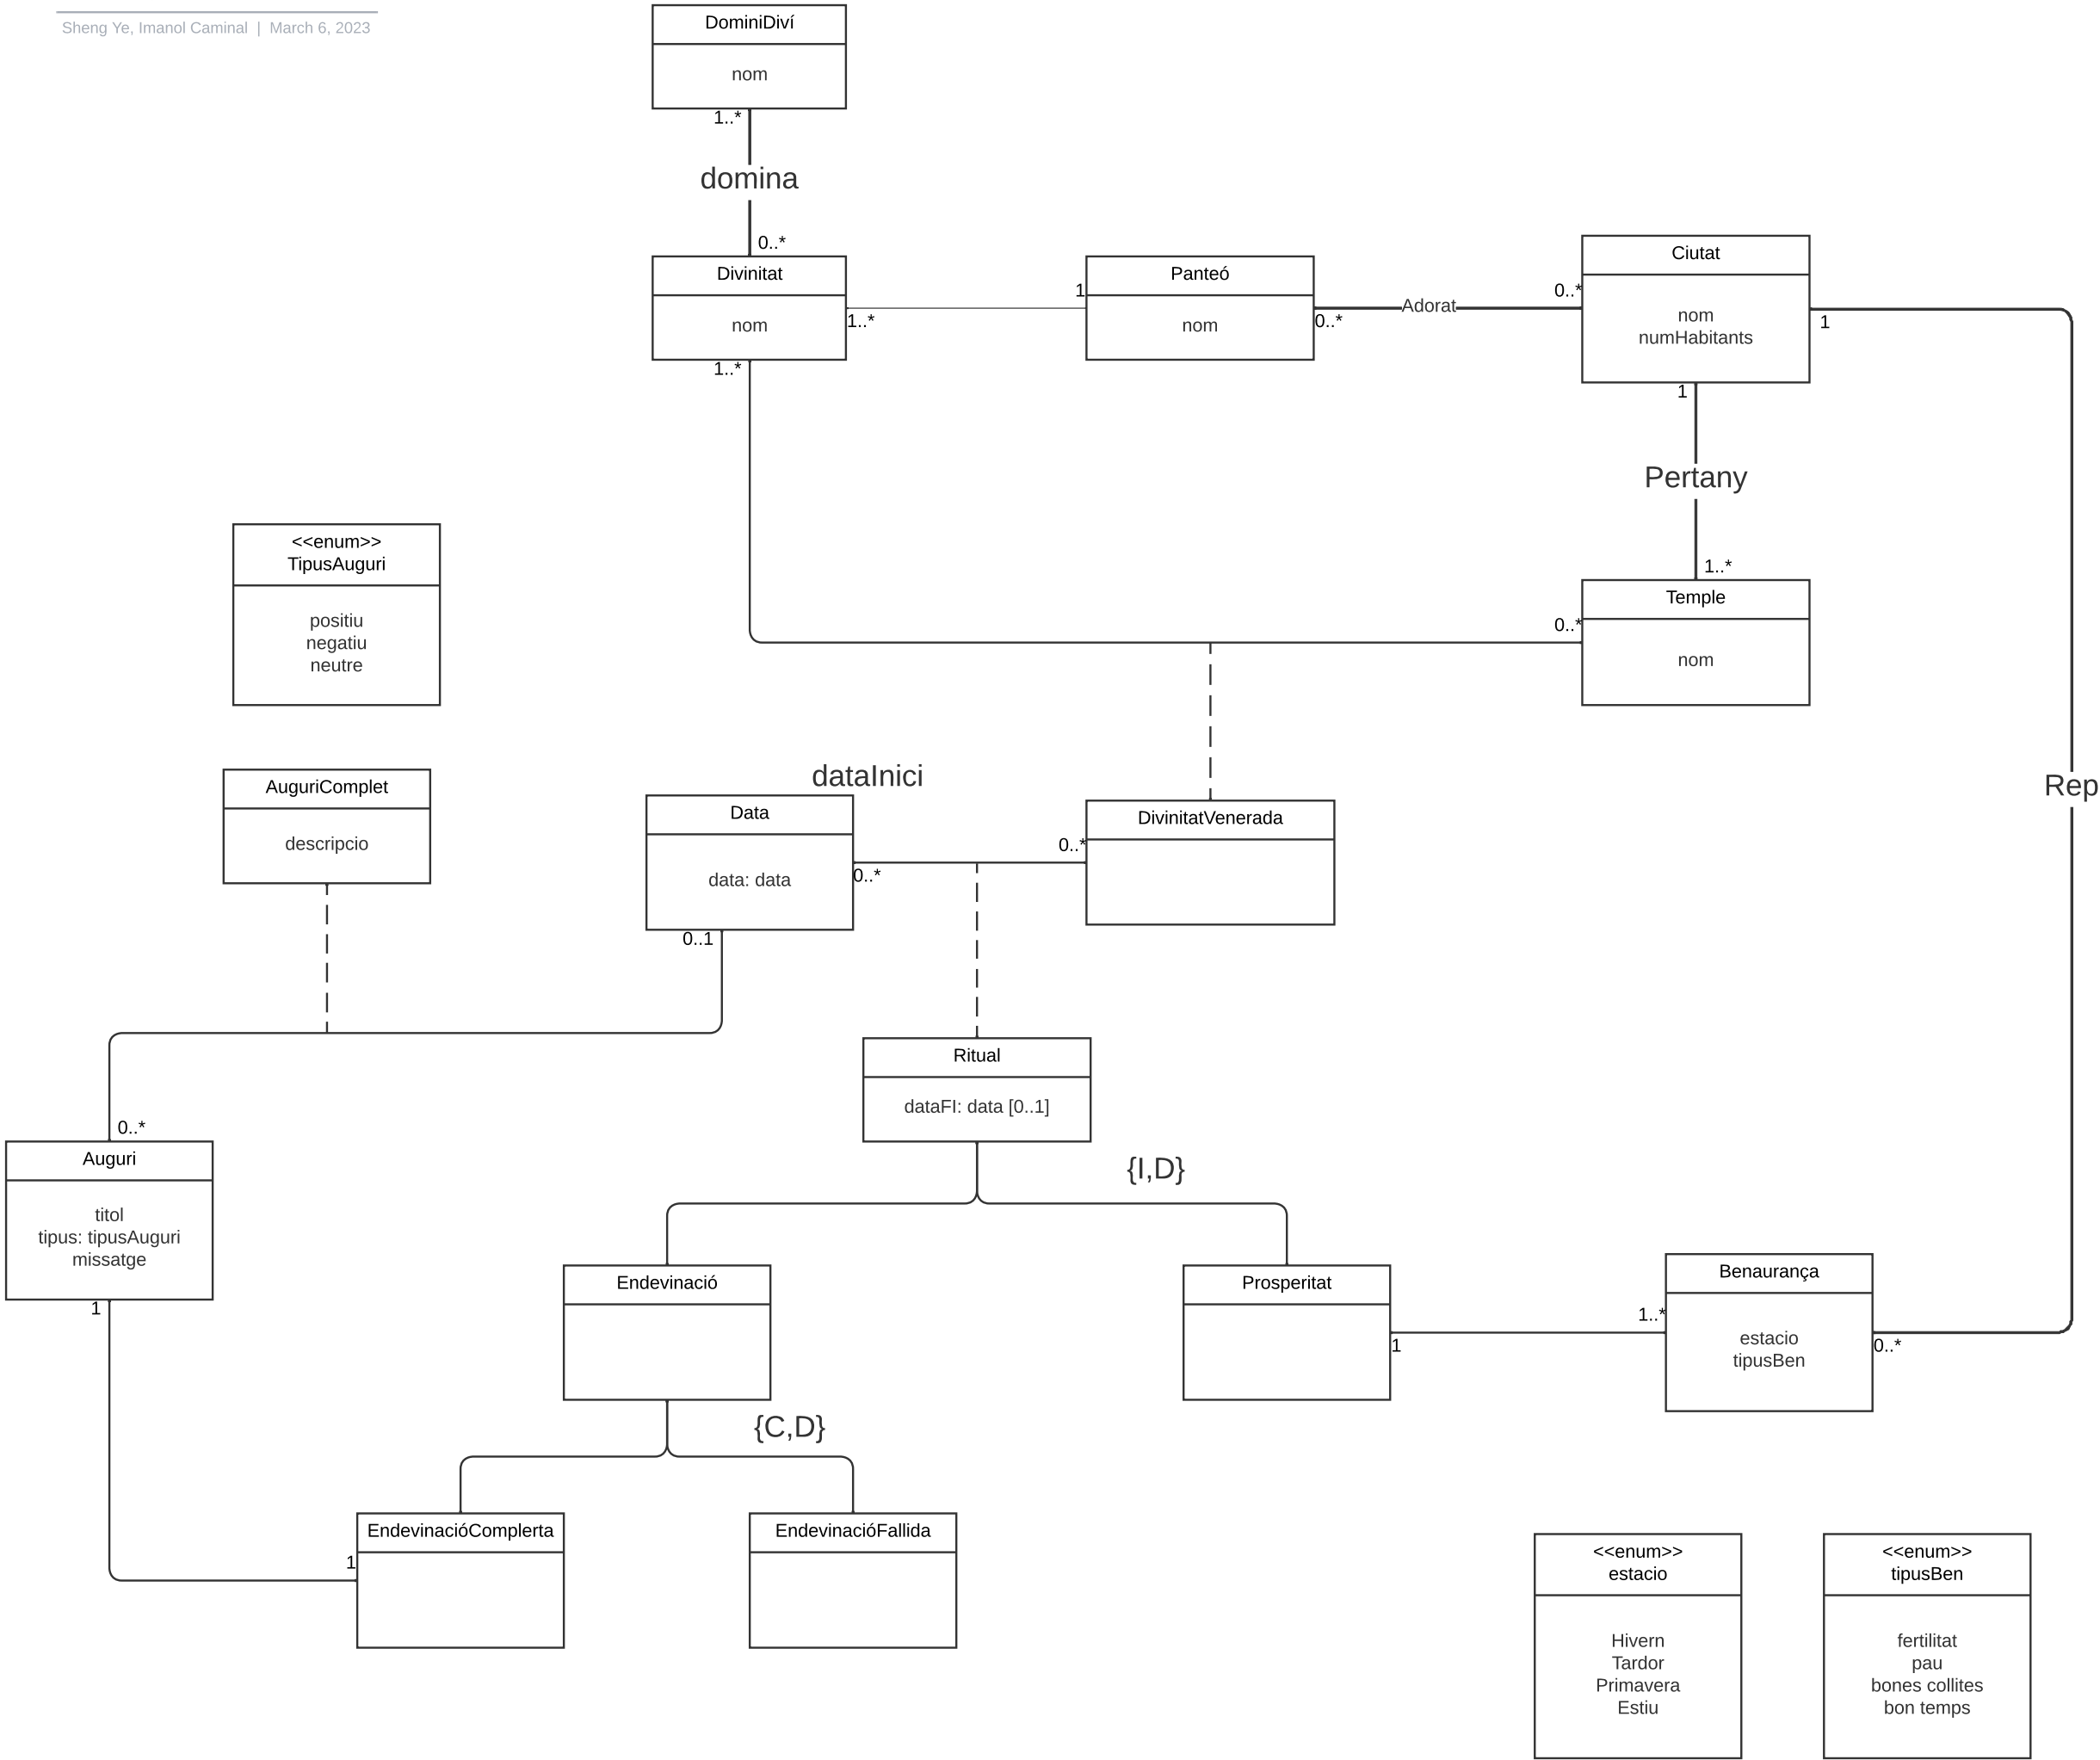 Sheng Ye, Imanol Caminal | March 6, 2023
DominiDiví
nom
1..*
domina
0..*
Divinitat
nom
1..*
1..*
1
Panteó
nom
0..*
Adorat
0..*
Ciutat
nom
numHabitants
1
1
Pertany
1..*
Temple
nom
0..*
Rep
<<enum>>
TipusAuguri
positiu
negatiu
neutre
AuguriComplet
descripcio
dataInici
Data
data: data
0..*
0..*
0..1
DivinitatVenerada
Ritual
dataFI: data [0..1]
{I,D}
0..*
Auguri
titol
tipus: tipusAuguri
missatge
1
Endevinació
Prosperitat
1
1..*
Benaurança
estacio
tipusBen
0..*
{C,D}
EndevinacióComplerta
1
EndevinacióFallida
<<enum>>
estacio
Hivern
Tardor
Primavera
Estiu
<<enum>>
tipusBen
fertilitat
pau
bones collites
bon temps